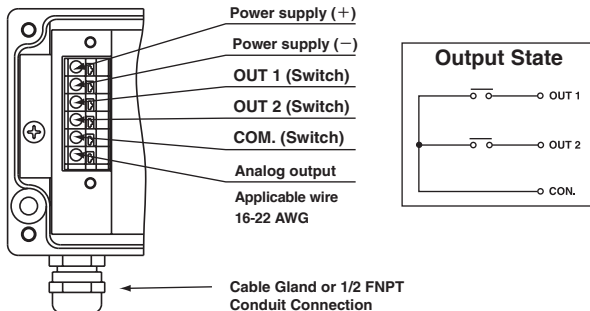 Power supply (+)
Power supply (−)
OUT 1 (Switch)
OUT 2 (Switch)
COM. (Switch)
Analog output
Applicable wire
16-22 AWG
Cable Gland or 1/2 FNPT
Conduit Connection
Output State
OUT 1
OUT 2
CON.